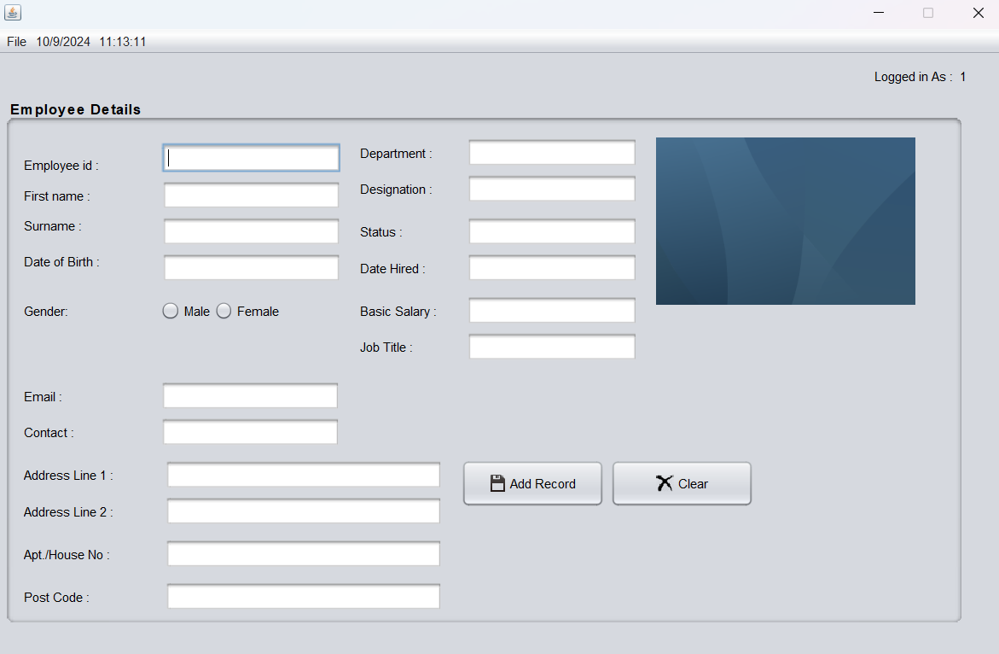 File 10/9/2024 11:13:11
Logged in As : 1
Employee Details
Employee id :
First name :
Surname :
Date of Birth :
Gender:
Male
Female
Department :
Designation :
Status :
Date Hired :
Basic Salary :
Job Title :
Email :
Contact :
Address Line 1 :
Address Line 2 :
Apt./House No :
Post Code :
Add Record
Clear